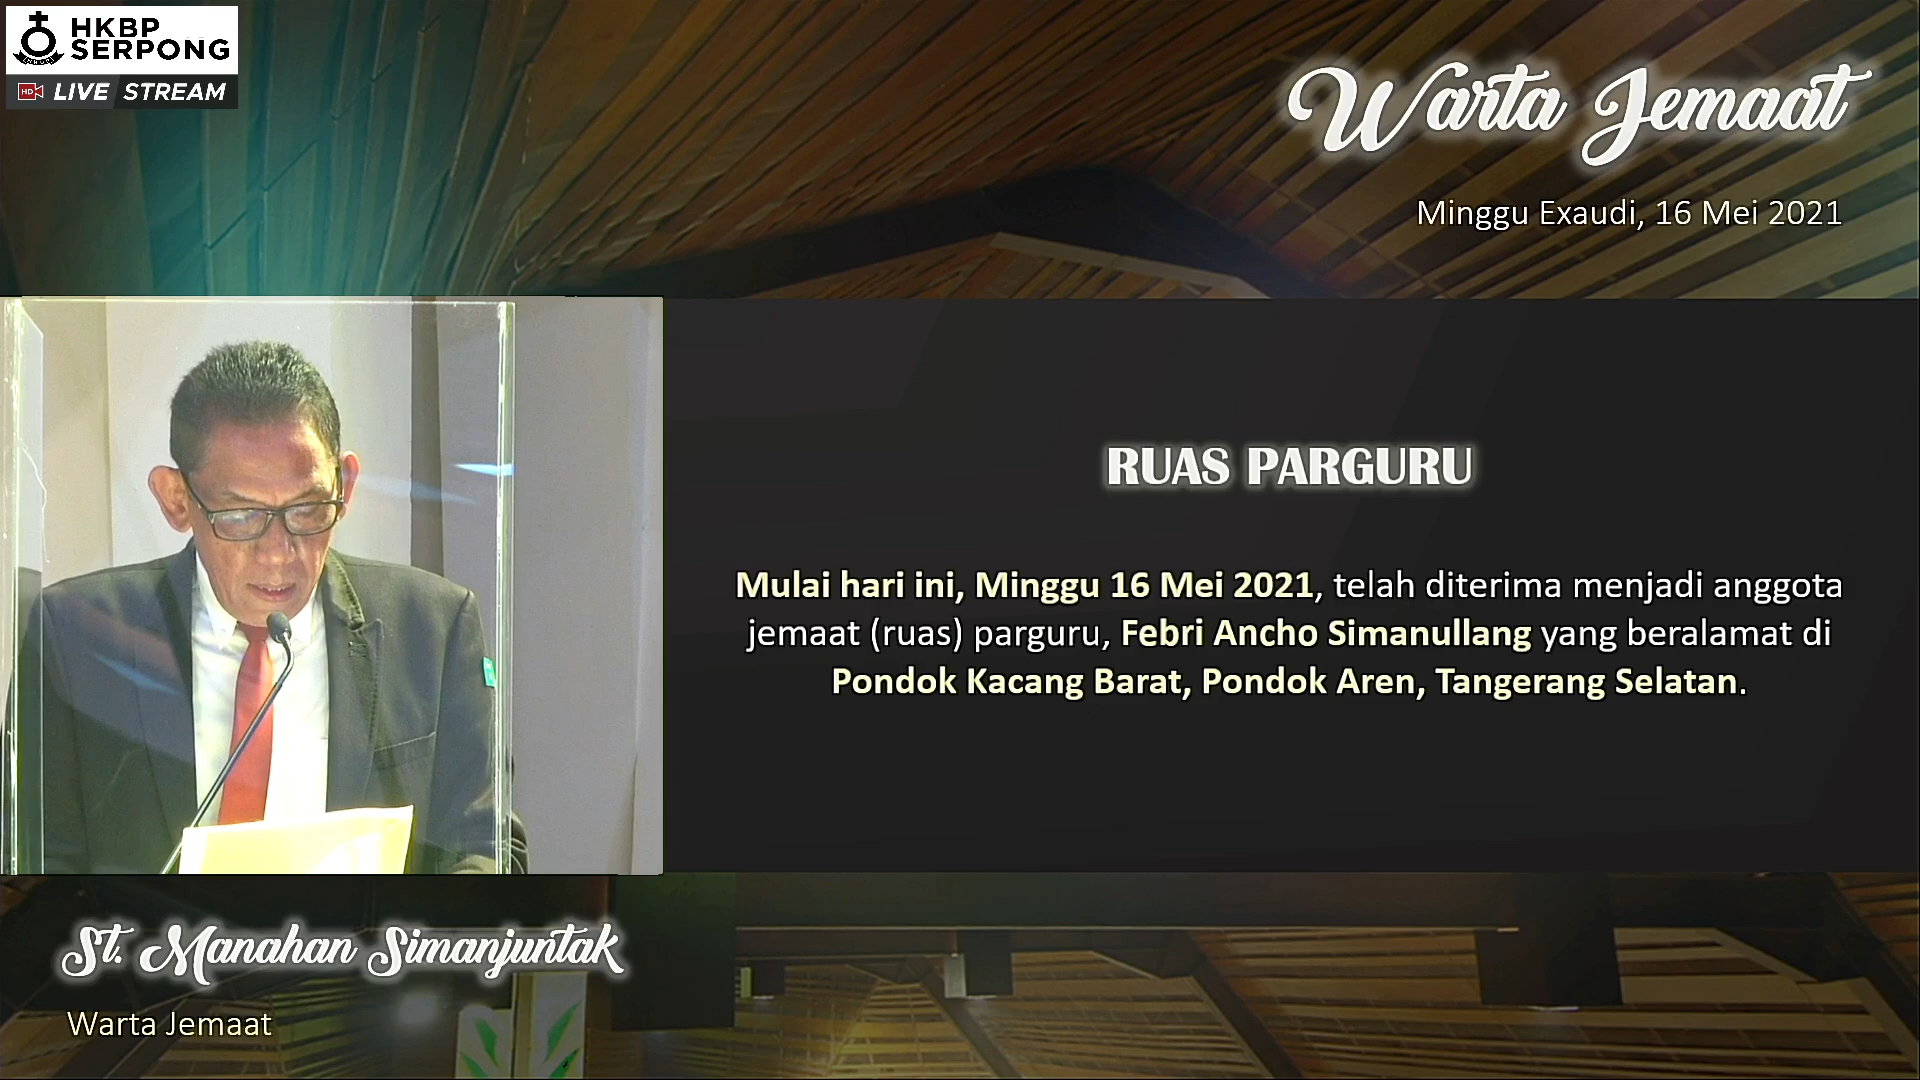 HKBP
SERPONG
HD
LIVE STREAM
Warta Jemaat
Minggu Exaudi, 16 Mei 2021
RUAS PARGURU
Mulai hari ini, Minggu 16 Mei 2021, telah diterima menjadi anggota
jemaat (ruas) parguru, Febri Ancho Simanullang yang beralamat di
Pondok Kacang Barat, Pondok Aren, Tangerang Selatan.
St. Manahan Simanjuntak
Warta Jemaat